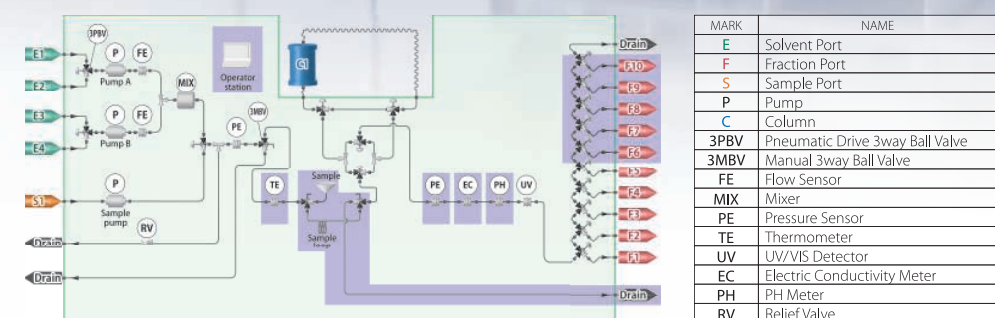 E1
E2
E3
E4
S1
Drain
Drain
3PBV
P
FE
Pump A
P
FE
Pump B
MIX
P
Sample
pump
RV
Operator
station
PE
3MBV
C1
TE
Sample
Sample
PE
EC
PH
UV
Drain
F10
F9
F8
F7
F6
F5
F4
F3
F2
F1
Drain
MARK NAME
E Solvent Port
F Fraction Port
S Sample Port
P Pump
C Column
3PBV Pneumatic Drive 3way Ball Valve
3MBV Manual 3way Ball Valve
FE Flow Sensor
MIX Mixer
PE Pressure Sensor
TE Thermometer
UV UV/VIS Detector
EC Electric Conductivity Meter
PH PH Meter
RV Relief Valve